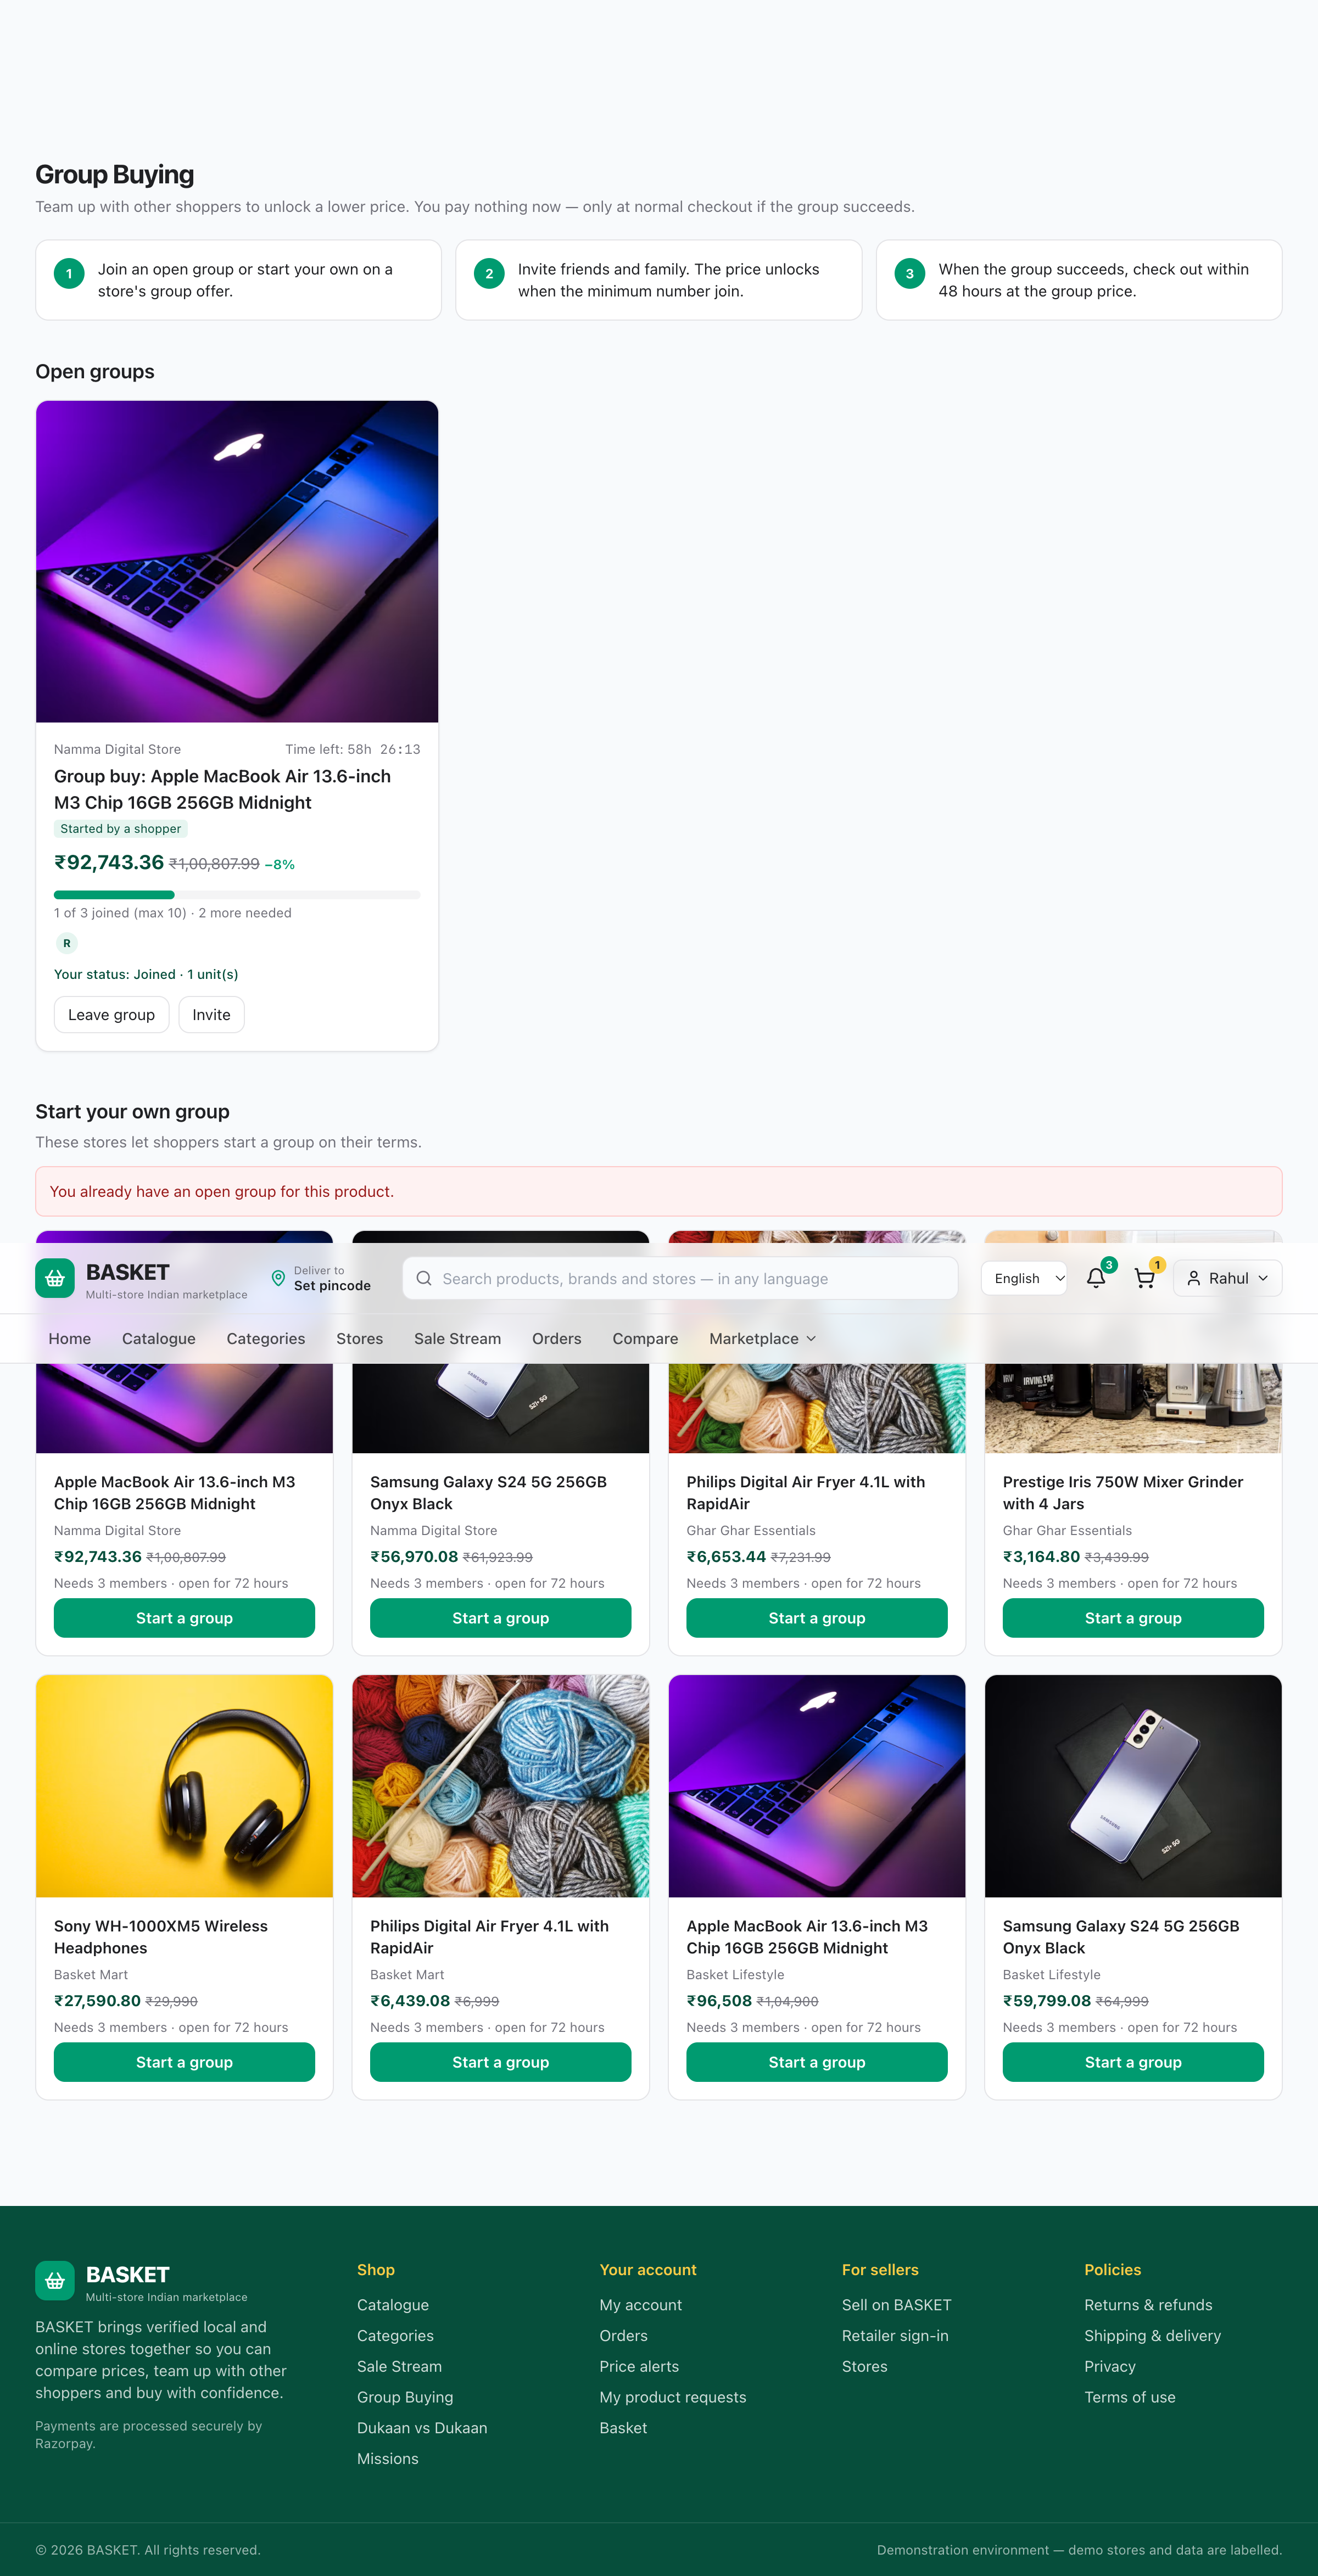 Group Buying
Team up with other shoppers to unlock a lower price. You pay nothing now — only at normal checkout if the group succeeds.
1
Join an open group or start your own on a
store's group offer.
2
Invite friends and family. The price unlocks
when the minimum number join.
3
When the group succeeds, check out within
48 hours at the group price.
Open groups
Namma Digital Store
Time left: 58h 26:13
Group buy: Apple MacBook Air 13.6-inch
M3 Chip 16GB 256GB Midnight
Started by a shopper
₹92,743.36 ₹1,00,807.99 −8%
1 of 3 joined (max 10) · 2 more needed
R
Your status: Joined · 1 unit(s)
Leave group
Invite
Start your own group
These stores let shoppers start a group on their terms.
You already have an open group for this product.
BASKET
Multi-store Indian marketplace
Deliver to
Set pincode
Search products, brands and stores — in any language
English
3
1
Rahul
Home
Catalogue
Categories
Stores
Sale Stream
Orders
Compare
Marketplace
SAMSUNG
S21+ 5G
IRVING FARM
Apple MacBook Air 13.6-inch M3
Chip 16GB 256GB Midnight
Namma Digital Store
₹92,743.36 ₹1,00,807.99
Needs 3 members · open for 72 hours
Start a group
Samsung Galaxy S24 5G 256GB
Onyx Black
Namma Digital Store
₹56,970.08 ₹61,923.99
Needs 3 members · open for 72 hours
Start a group
Philips Digital Air Fryer 4.1L with
RapidAir
Ghar Ghar Essentials
₹6,653.44 ₹7,231.99
Needs 3 members · open for 72 hours
Start a group
Prestige Iris 750W Mixer Grinder
with 4 Jars
Ghar Ghar Essentials
₹3,164.80 ₹3,439.99
Needs 3 members · open for 72 hours
Start a group
SAMSUNG
S21+ 5G
Sony WH-1000XM5 Wireless
Headphones
Basket Mart
₹27,590.80 ₹29,990
Needs 3 members · open for 72 hours
Start a group
Philips Digital Air Fryer 4.1L with
RapidAir
Basket Mart
₹6,439.08 ₹6,999
Needs 3 members · open for 72 hours
Start a group
Apple MacBook Air 13.6-inch M3
Chip 16GB 256GB Midnight
Basket Lifestyle
₹96,508 ₹1,04,900
Needs 3 members · open for 72 hours
Start a group
Samsung Galaxy S24 5G 256GB
Onyx Black
Basket Lifestyle
₹59,799.08 ₹64,999
Needs 3 members · open for 72 hours
Start a group
BASKET
Multi-store Indian marketplace
BASKET brings verified local and
online stores together so you can
compare prices, team up with other
shoppers and buy with confidence.
Payments are processed securely by
Razorpay.
Shop
Catalogue
Categories
Sale Stream
Group Buying
Dukaan vs Dukaan
Missions
Your account
My account
Orders
Price alerts
My product requests
Basket
For sellers
Sell on BASKET
Retailer sign-in
Stores
Policies
Returns & refunds
Shipping & delivery
Privacy
Terms of use
© 2026 BASKET. All rights reserved.
Demonstration environment — demo stores and data are labelled.